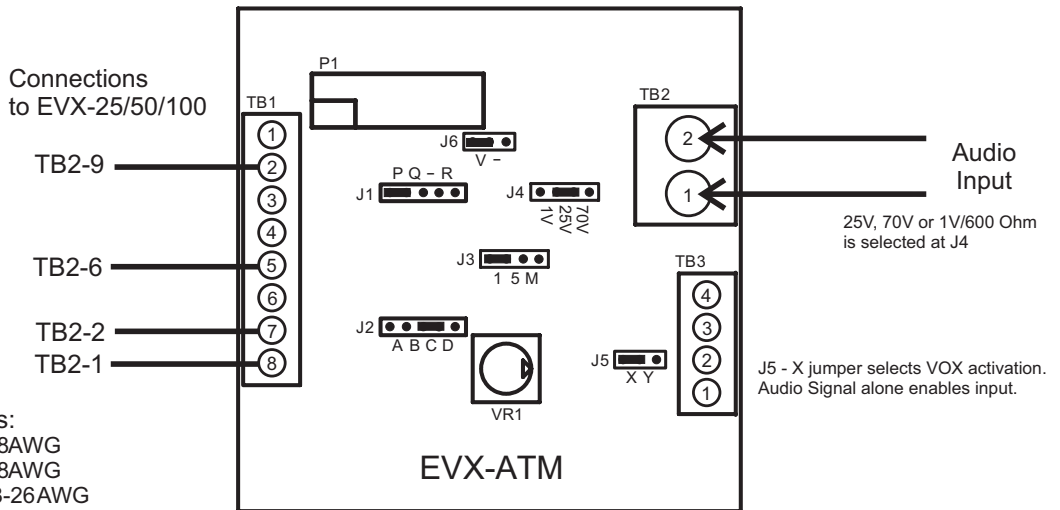 Connections
to EVX-25/50/100
P1
TB1
TB2
1
2
3
4
5
6
7
8
TB2-9
TB2-6
TB2-2
TB2-1
J6
V -
P Q - R
J1
J4
1V
25V
70V
J3
1 5 M
J2
A B C D
VR1
2
1
Audio
Input
25V, 70V or 1V/600 Ohm
is selected at J4
TB3
4
3
2
1
J5
X Y
J5 - X jumper selects VOX activation.
Audio Signal alone enables input.
EVX-ATM
s:
8AWG
8AWG
-26AWG